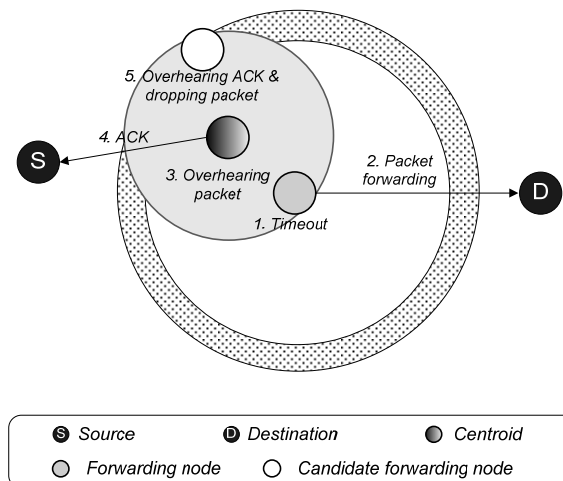 5. Overhearing ACK &
dropping packet
4. ACK
S
2. Packet
forwarding
3. Overhearing
packet
D
1. Timeout
S Source
D Destination
Centroid
Forwarding node
Candidate forwarding node